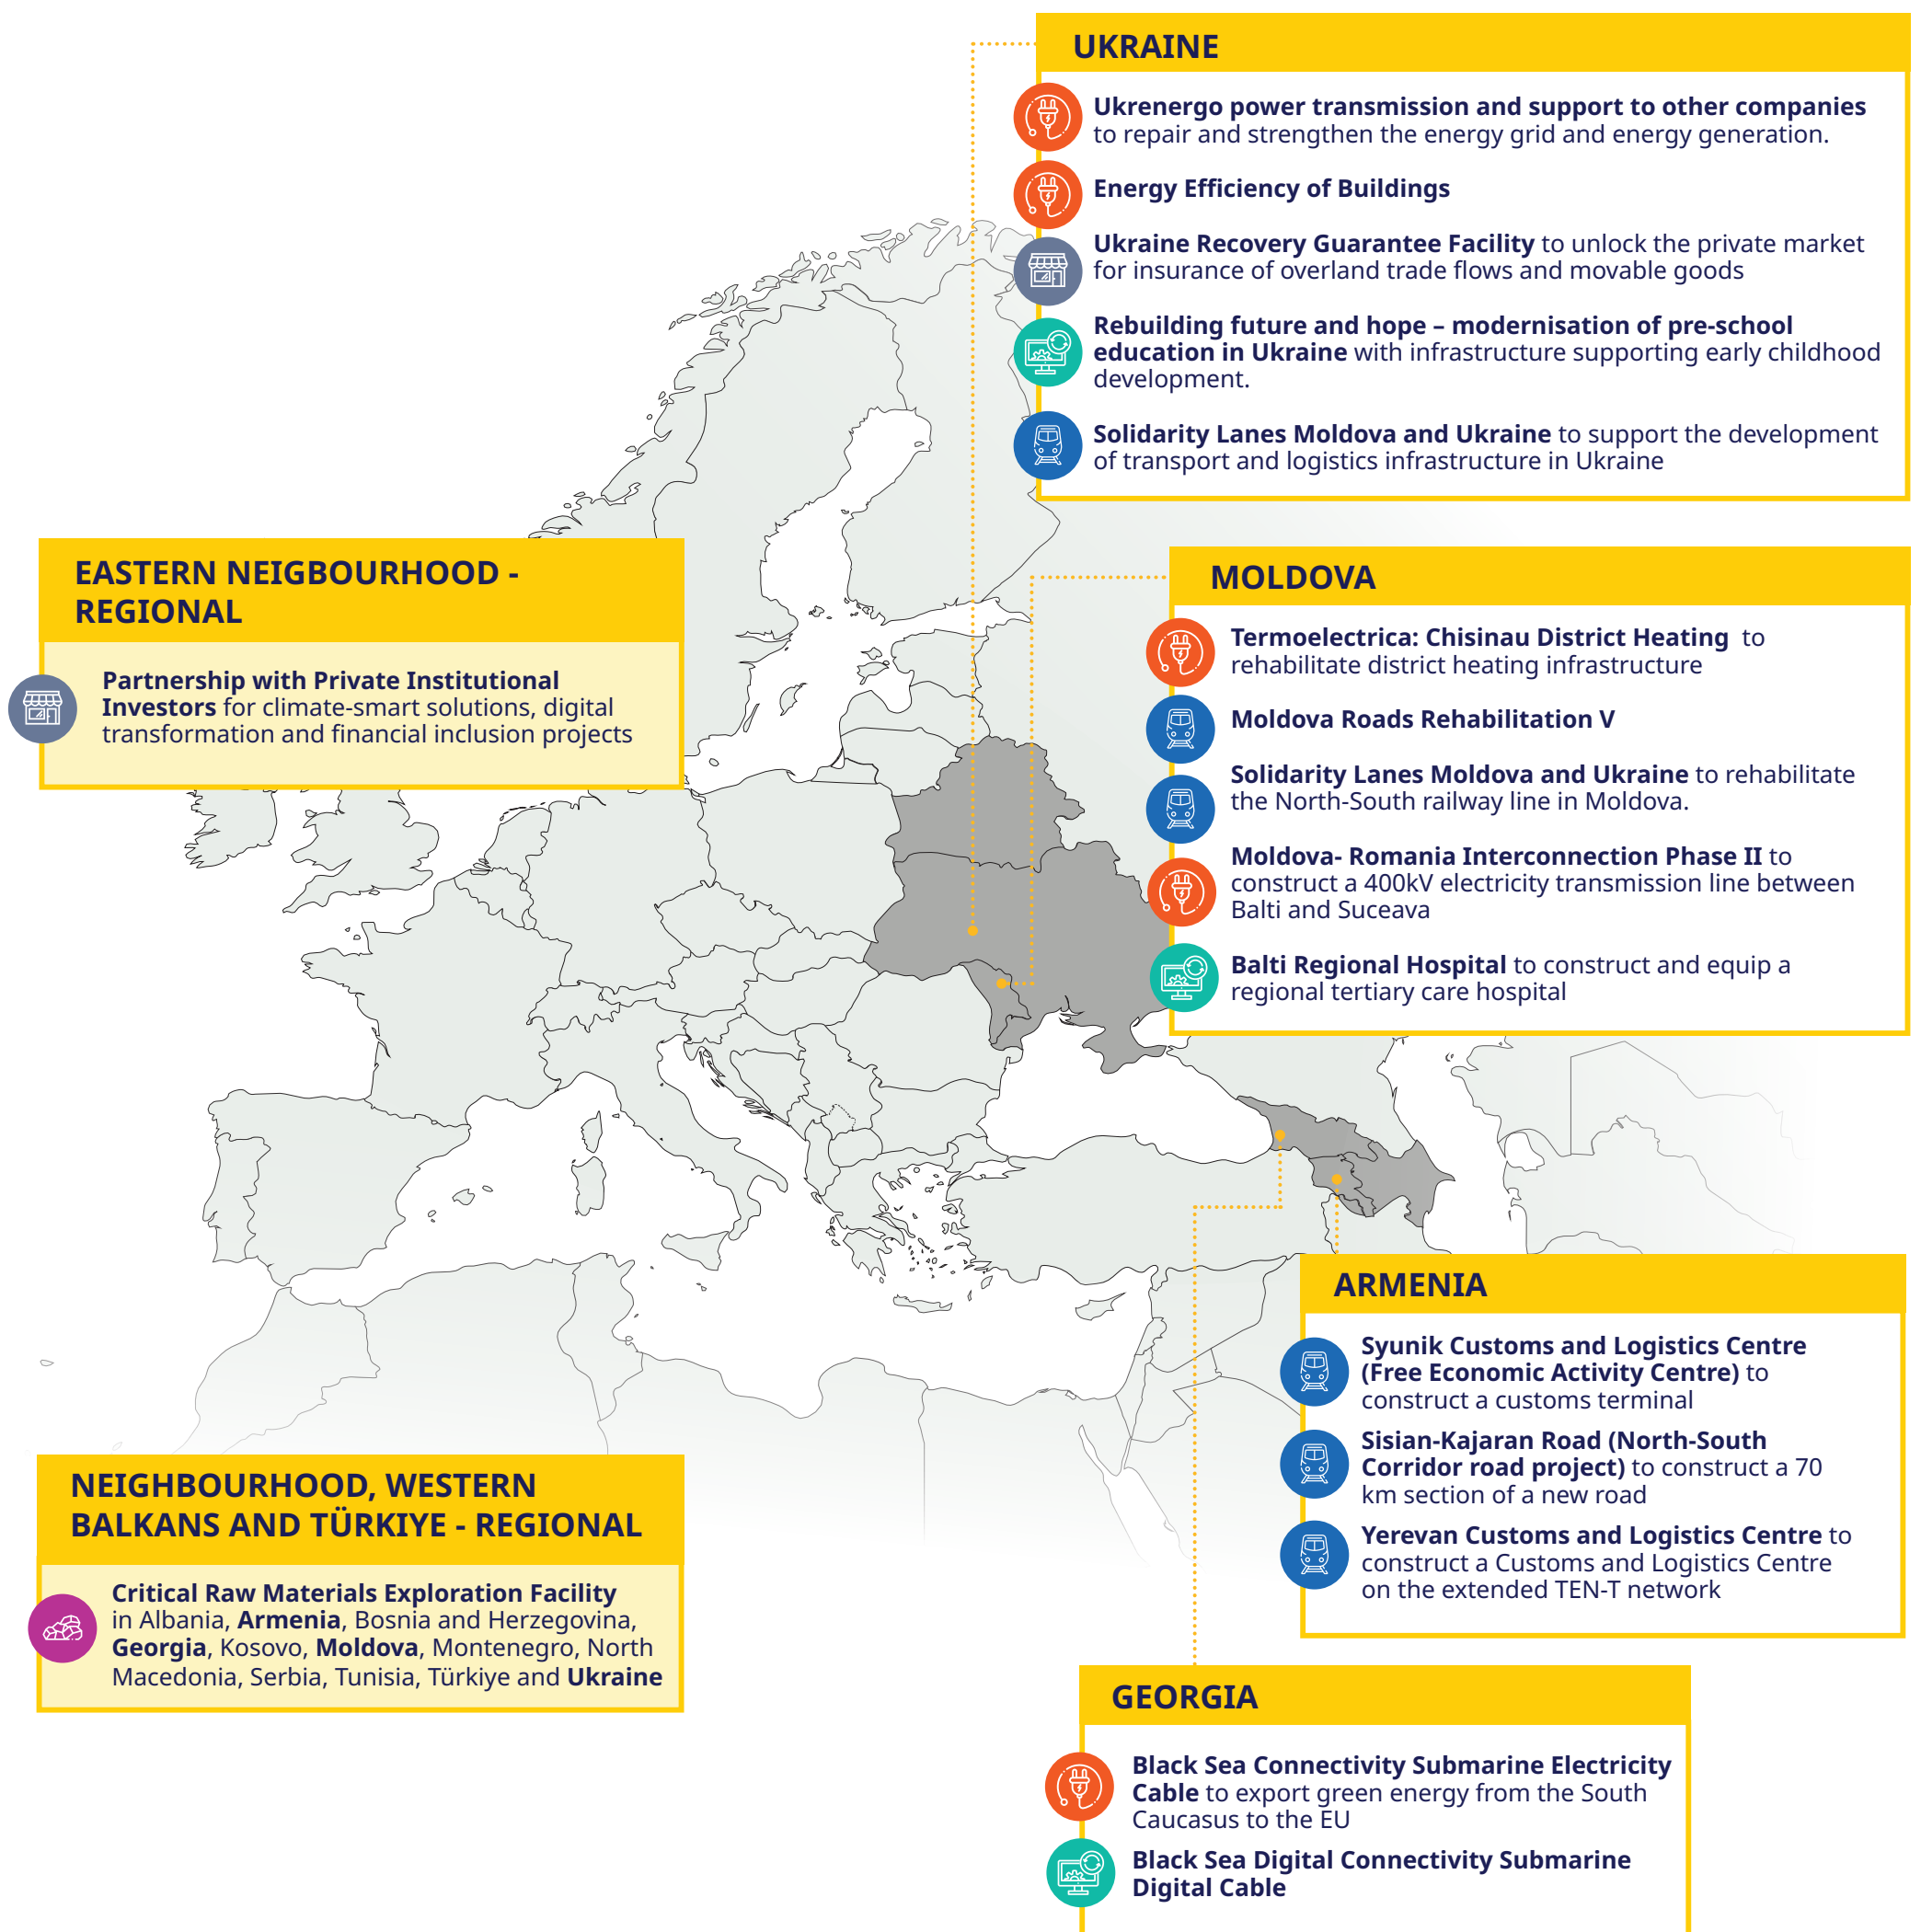 UKRAINE
Ukrenergo power transmission and support to other companies
to repair and strengthen the energy grid and energy generation.
Energy Efficiency of Buildings
Ukraine Recovery Guarantee Facility to unlock the private market
for insurance of overland trade flows and movable goods
Rebuilding future and hope – modernisation of pre-school
education in Ukraine with infrastructure supporting early childhood
development.
Solidarity Lanes Moldova and Ukraine to support the development
of transport and logistics infrastructure in Ukraine
EASTERN NEIGBOURHOOD -
REGIONAL
Partnership with Private Institutional
Investors for climate-smart solutions, digital
transformation and financial inclusion projects
MOLDOVA
Termoelectrica: Chisinau District Heating to
rehabilitate district heating infrastructure
Moldova Roads Rehabilitation V
Solidarity Lanes Moldova and Ukraine to rehabilitate
the North-South railway line in Moldova.
Moldova- Romania Interconnection Phase II to
construct a 400kV electricity transmission line between
Balti and Suceava
Balti Regional Hospital to construct and equip a
regional tertiary care hospital
ARMENIA
Syunik Customs and Logistics Centre
(Free Economic Activity Centre) to
construct a customs terminal
Sisian-Kajaran Road (North-South
Corridor road project) to construct a 70
km section of a new road
Yerevan Customs and Logistics Centre to
construct a Customs and Logistics Centre
on the extended TEN-T network
NEIGHBOURHOOD, WESTERN
BALKANS AND TÜRKIYE - REGIONAL
Critical Raw Materials Exploration Facility
in Albania, Armenia, Bosnia and Herzegovina,
Georgia, Kosovo, Moldova, Montenegro, North
Macedonia, Serbia, Tunisia, Türkiye and Ukraine
GEORGIA
Black Sea Connectivity Submarine Electricity
Cable to export green energy from the South
Caucasus to the EU
Black Sea Digital Connectivity Submarine
Digital Cable